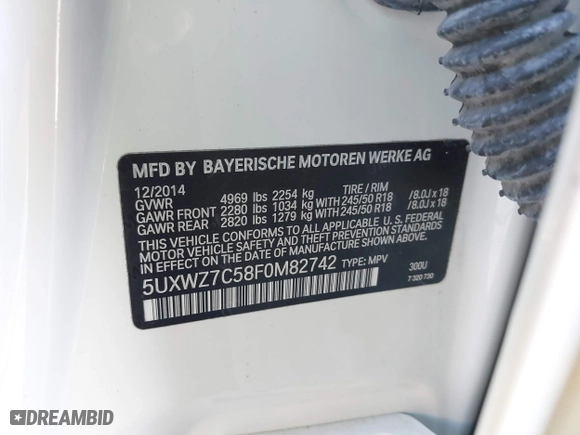 MFD BY BAYERISCHE MOTOREN WERKE AG
12/2014 TIRE / RIM
GVWR 4969 lbs 2254 kg
GAWR FRONT 2280 lbs 1034 kg WITH 245/50 R18 / 8.0J x 18
GAWR REAR 2820 lbs 1279 kg WITH 245/50 R18 / 8.0J x 18
THIS VEHICLE CONFORMS TO ALL APPLICABLE U.S. FEDERAL
MOTOR VEHICLE SAFETY STANDARDS IN
EFFECT ON THE DATE OF MANUFACTURE SHOWN ABOVE.
5UXWZ7C58F0M82742 TYPE: MPV 300U
7 320 730
DREAMBID